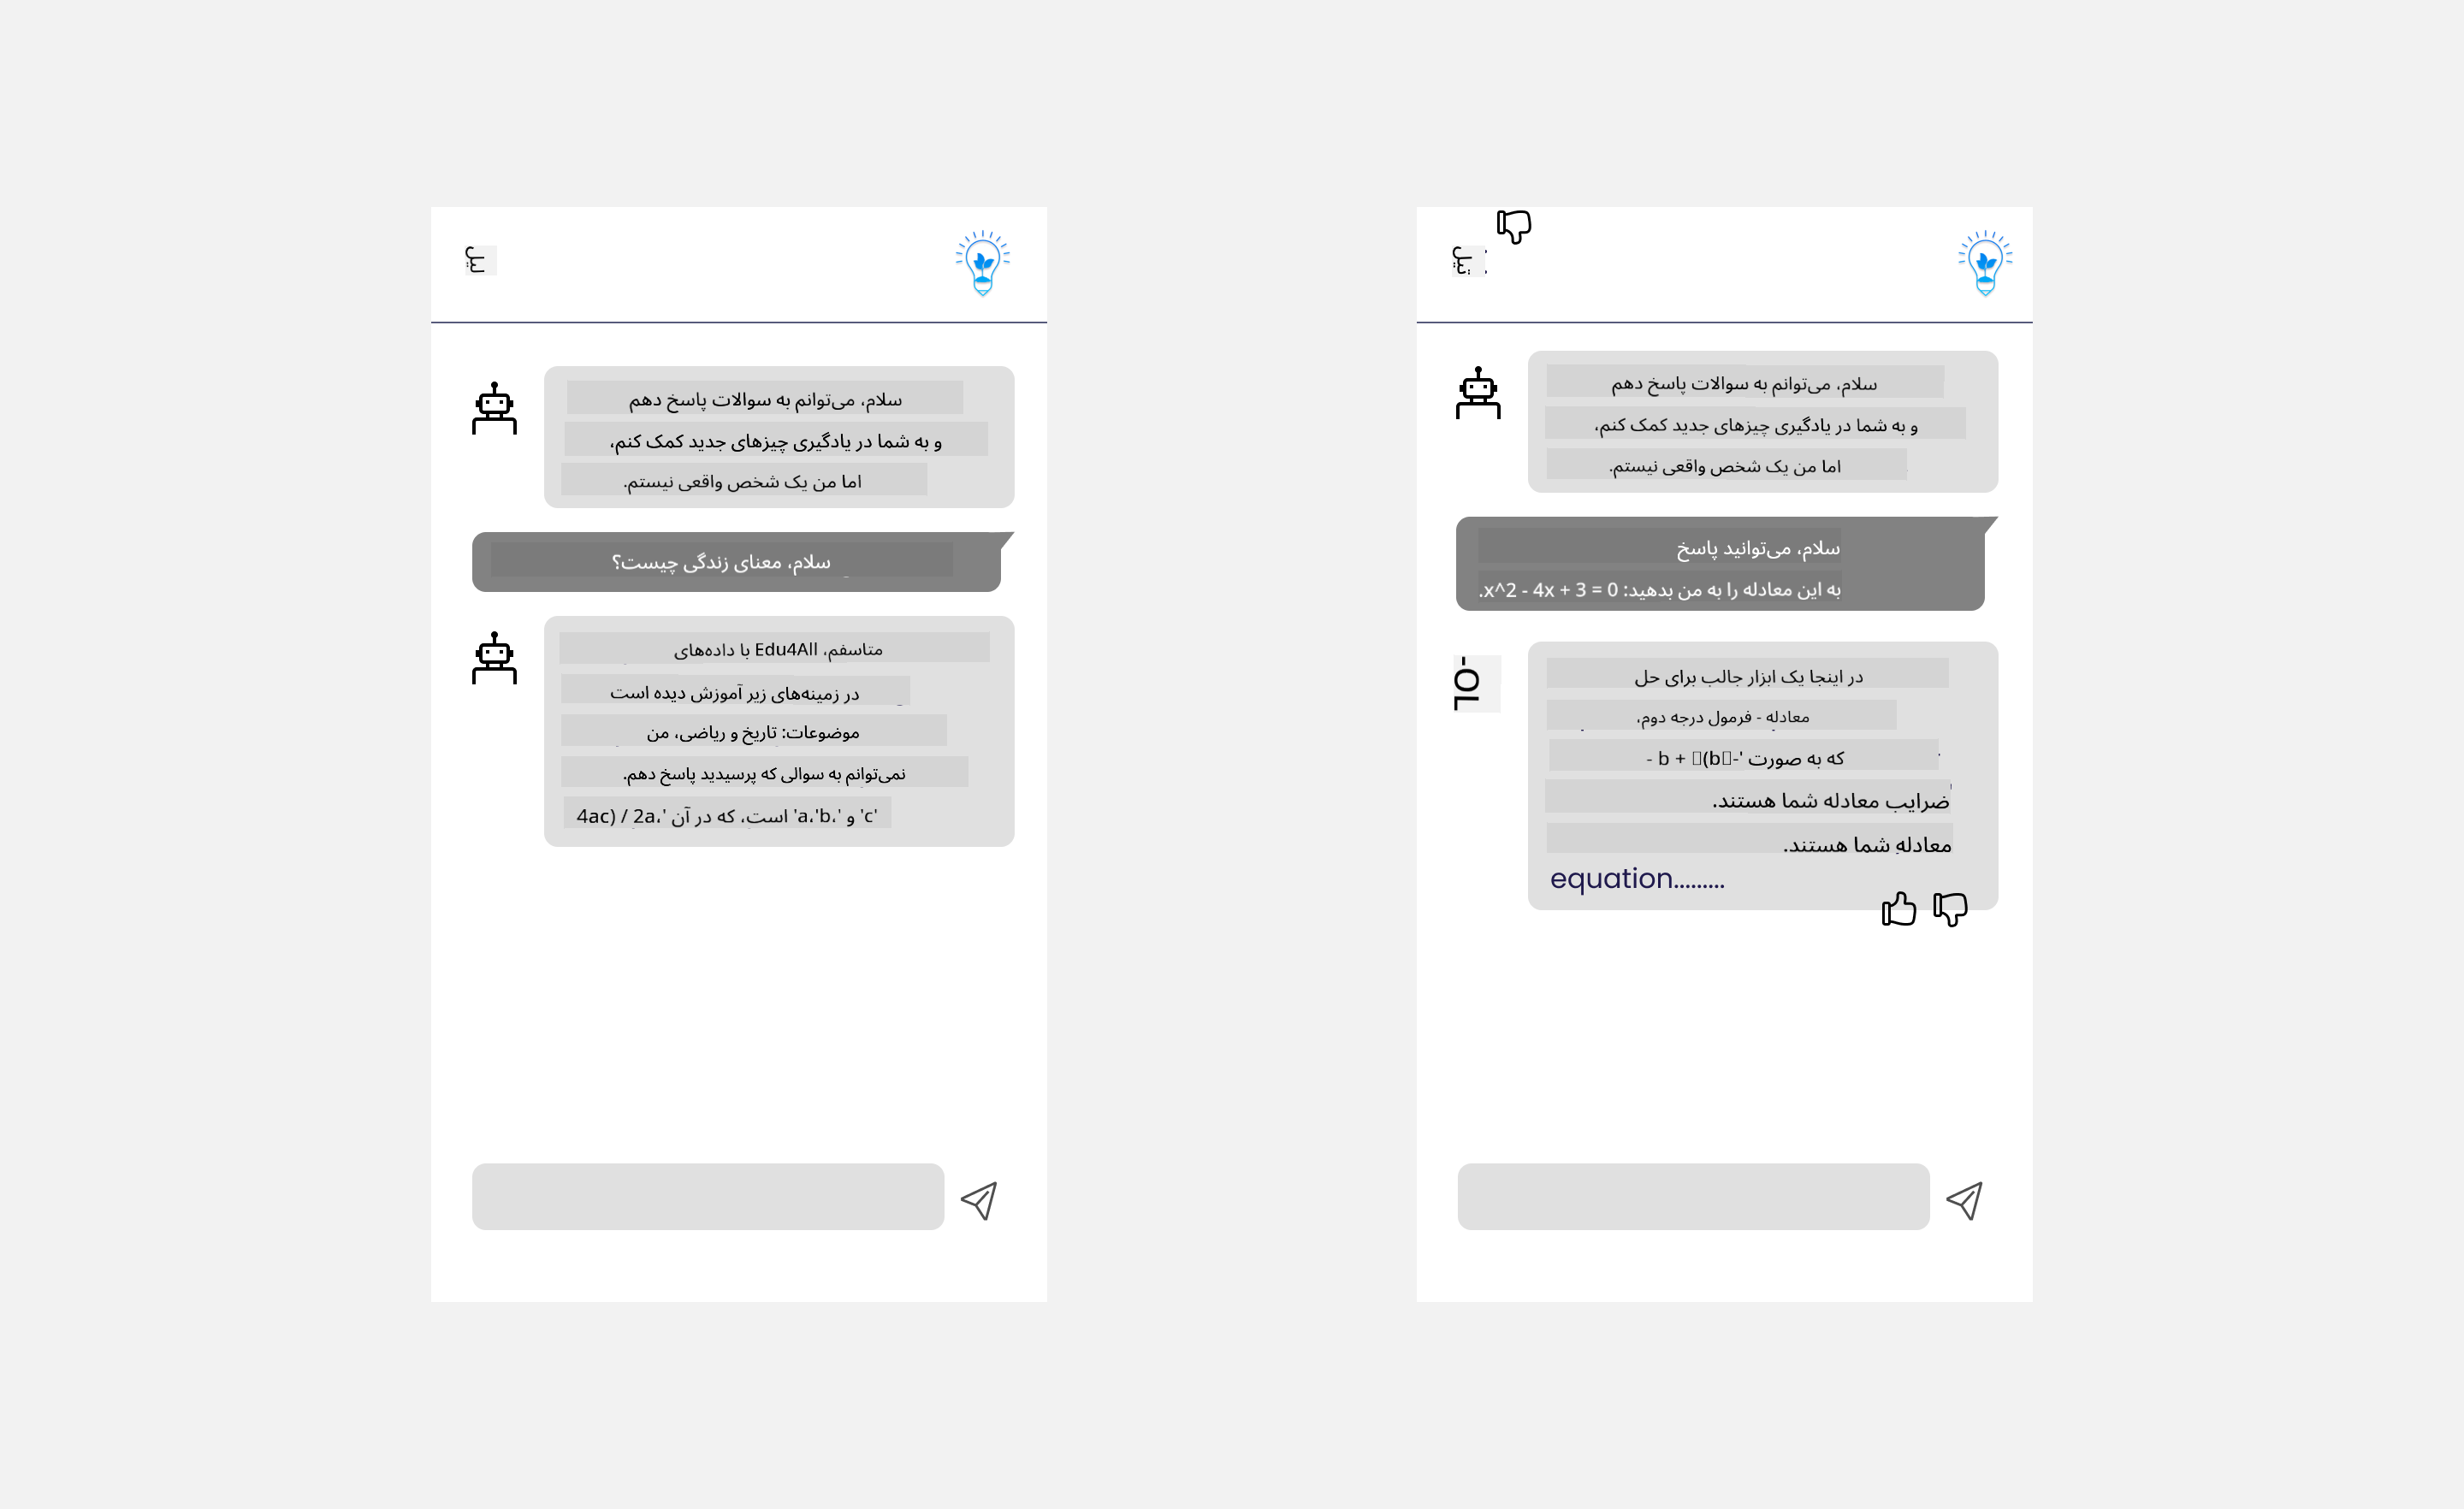 سلام، می‌توانم به سوالات پاسخ دهم
و به شما در یادگیری چیزهای جدید کمک کنم،
اما من یک شخص واقعی نیستم.
سلام، معنای زندگی چیست؟
متاسفم، Edu4All با داده‌های
در زمینه‌های زیر آموزش دیده است
موضوعات: تاریخ و ریاضی، من
نمی‌توانم به سوالی که پرسیدید پاسخ دهم.
4ac) / 2a،' است، که در آن 'a،'b،' و 'c'
سلام، می‌توانم به سوالات پاسخ دهم
و به شما در یادگیری چیزهای جدید کمک کنم،
اما من یک شخص واقعی نیستم.
سلام، می‌توانید پاسخ
به این معادله را به من بدهید: x^2 - 4x + 3 = 0.
در اینجا یک ابزار جالب برای حل
معادله - فرمول درجه دوم،
که به صورت '-b + (b -
ضرایب معادله شما هستند.
معادله شما هستند.
equation.........